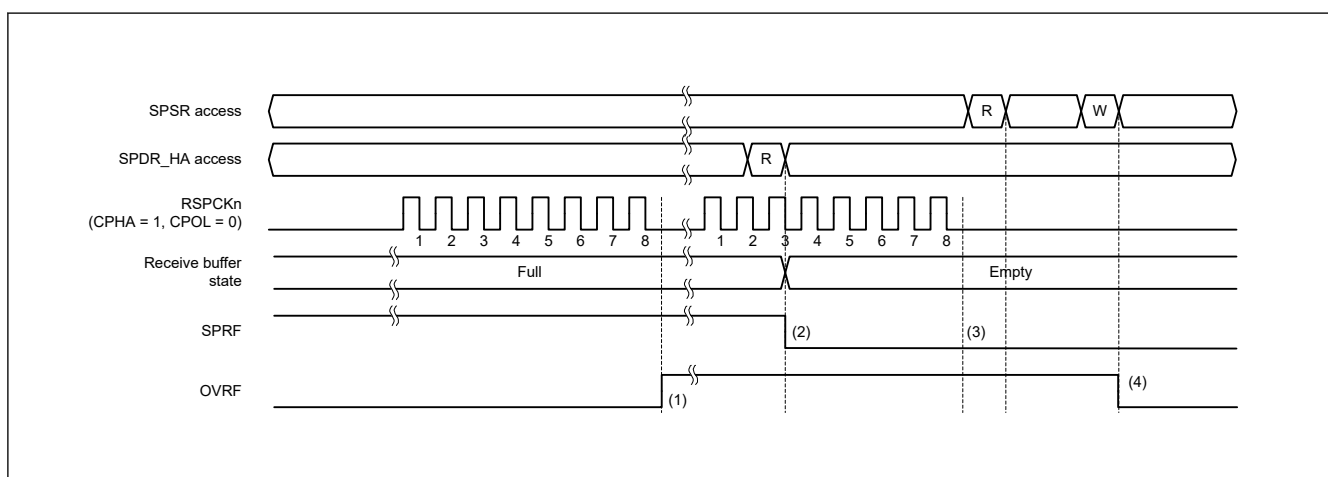 SPSR access
R
W
SPDR_HA access
R
RSPCKn
(CPHA = 1, CPOL = 0)
1 2 3 4 5 6 7 8 1 2 3 4 5 6 7 8
Receive buffer
state
Full
Empty
SPRF
(2)
(3)
OVRF
(1)
(4)